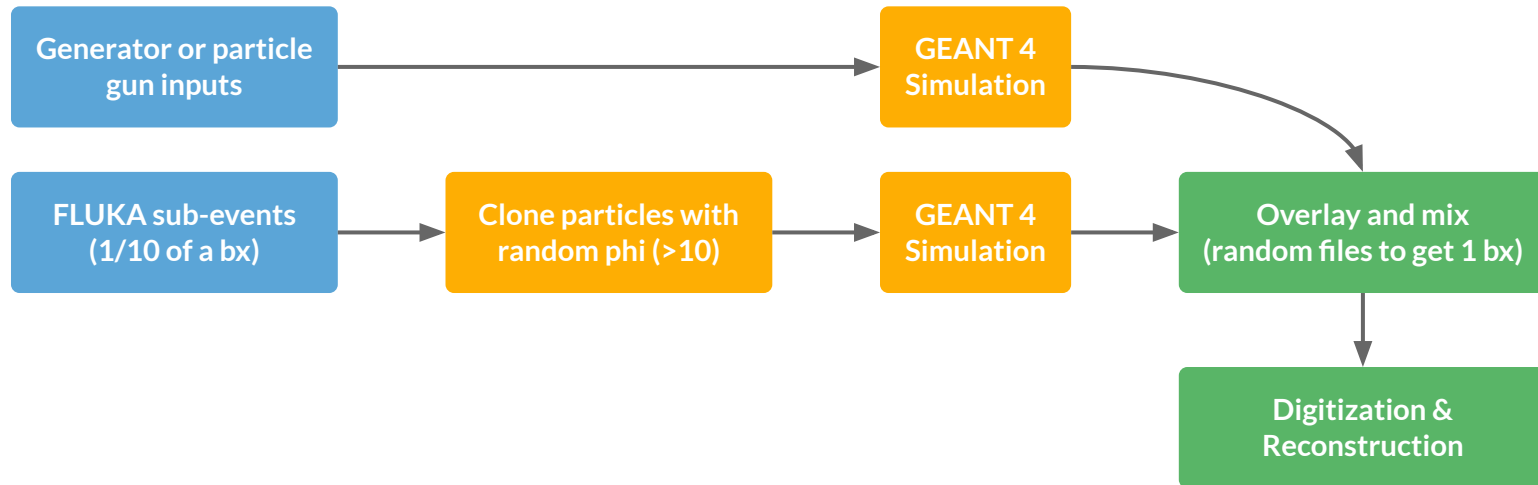 Generator or particle
gun inputs
GEANT 4
Simulation
FLUKA sub-events
(1/10 of a bx)
Clone particles with
random phi (>10)
GEANT 4
Simulation
Overlay and mix
(random files to get 1 bx)
Digitization &
Reconstruction